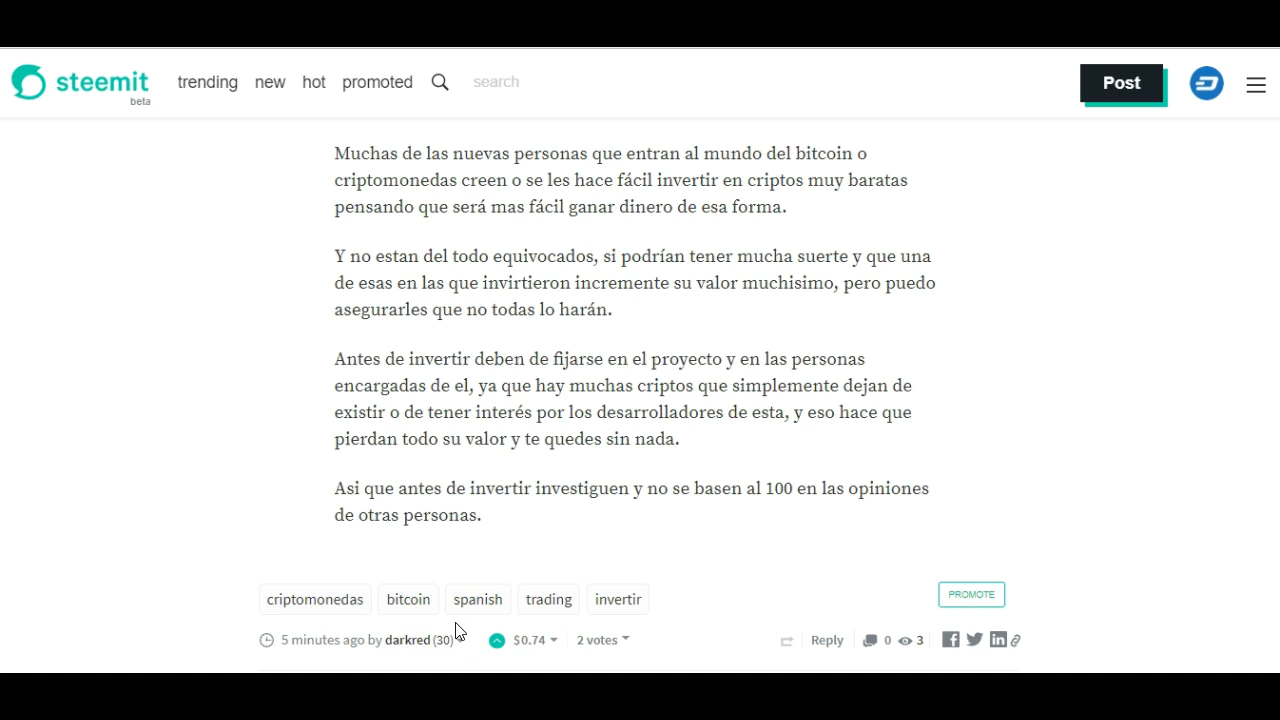 steemit
beta
trending new hot promoted search
Post
Muchas de las nuevas personas que entran al mundo del bitcoin o
criptomonedas creen o se les hace fácil invertir en criptos muy baratas
pensando que será mas fácil ganar dinero de esa forma.
Y no estan del todo equivocados, si podrían tener mucha suerte y que una
de esas en las que invirtieron incremente su valor muchisimo, pero puedo
asegurarles que no todas lo harán.
Antes de invertir deben de fijarse en el proyecto y en las personas
encargadas de el, ya que hay muchas criptos que simplemente dejan de
existir o de tener interés por los desarrolladores de esta, y eso hace que
pierdan todo su valor y te quedes sin nada.
Asi que antes de invertir investiguen y no se basen al 100 en las opiniones
de otras personas.
criptomonedas bitcoin spanish trading invertir
PROMOTE
5 minutes ago by darkred (30) $0.74 2 votes Reply 0 3